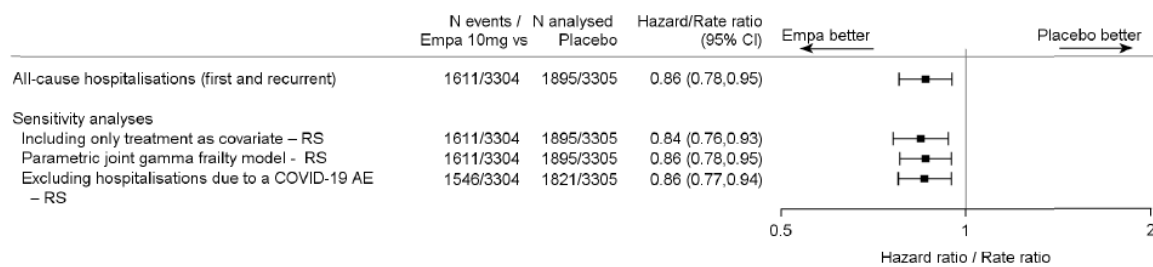 N events / N analysed Hazard/Rate ratio
Empa 10mg vs Placebo (95% CI) Empa better Placebo better
All-cause hospitalisations (first and recurrent) 1611/3304 1895/3305 0.86 (0.78,0.95)
Sensitivity analyses
Including only treatment as covariate – RS 1611/3304 1895/3305 0.84 (0.76,0.93)
Parametric joint gamma frailty model - RS 1611/3304 1895/3305 0.86 (0.78,0.95)
Excluding hospitalisations due to a COVID-19 AE 1546/3304 1821/3305 0.86 (0.77,0.94)
– RS
0.5 1 2
Hazard ratio / Rate ratio